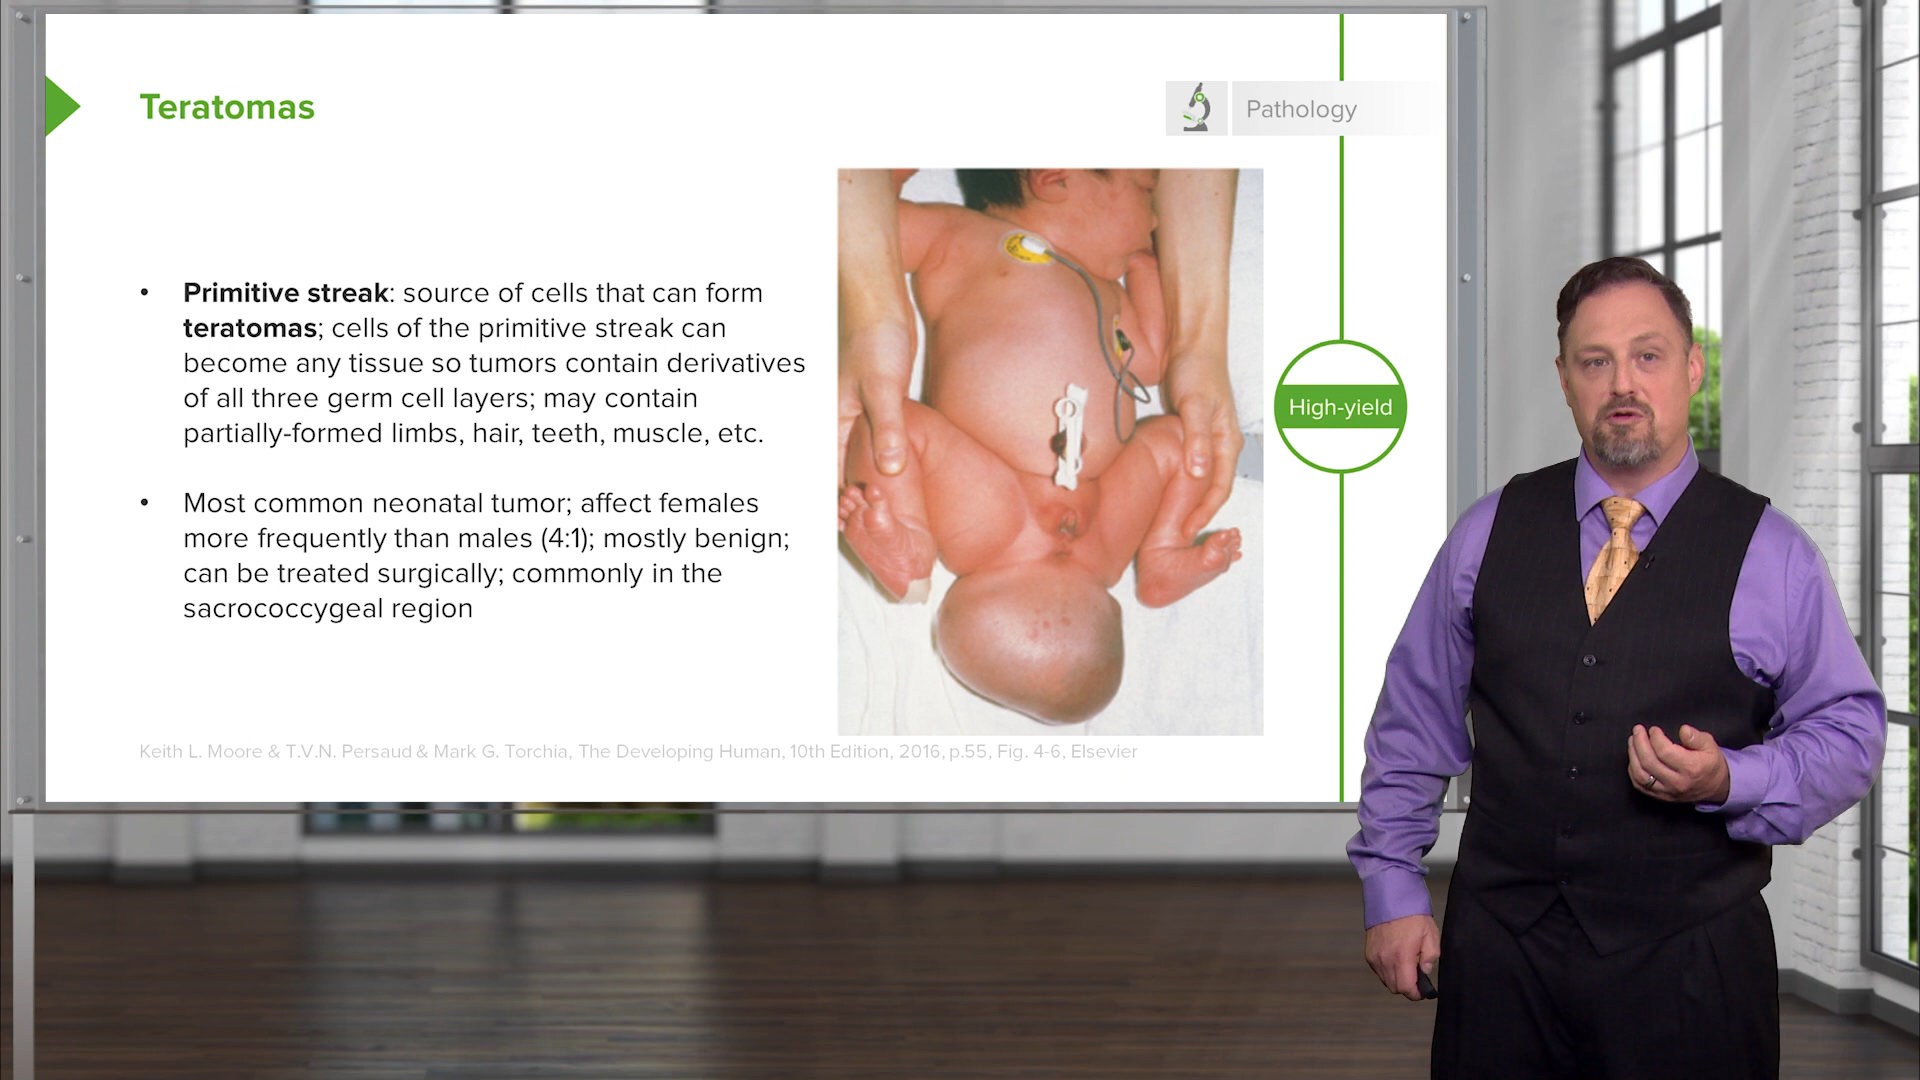 Teratomas
Pathology
• Primitive streak: source of cells that can form
teratomas; cells of the primitive streak can
become any tissue so tumors contain derivatives
of all three germ cell layers; may contain
partially-formed limbs, hair, teeth, muscle, etc.
High-yield
• Most common neonatal tumor; affect females
more frequently than males (4:1); mostly benign;
can be treated surgically; commonly in the
sacrococcygeal region
Keith L. Moore & T.V.N. Persaud & Mark G. Torchia, The Developing Human, 10th Edition, 2016, p.55, Fig. 4-6, Elsevier